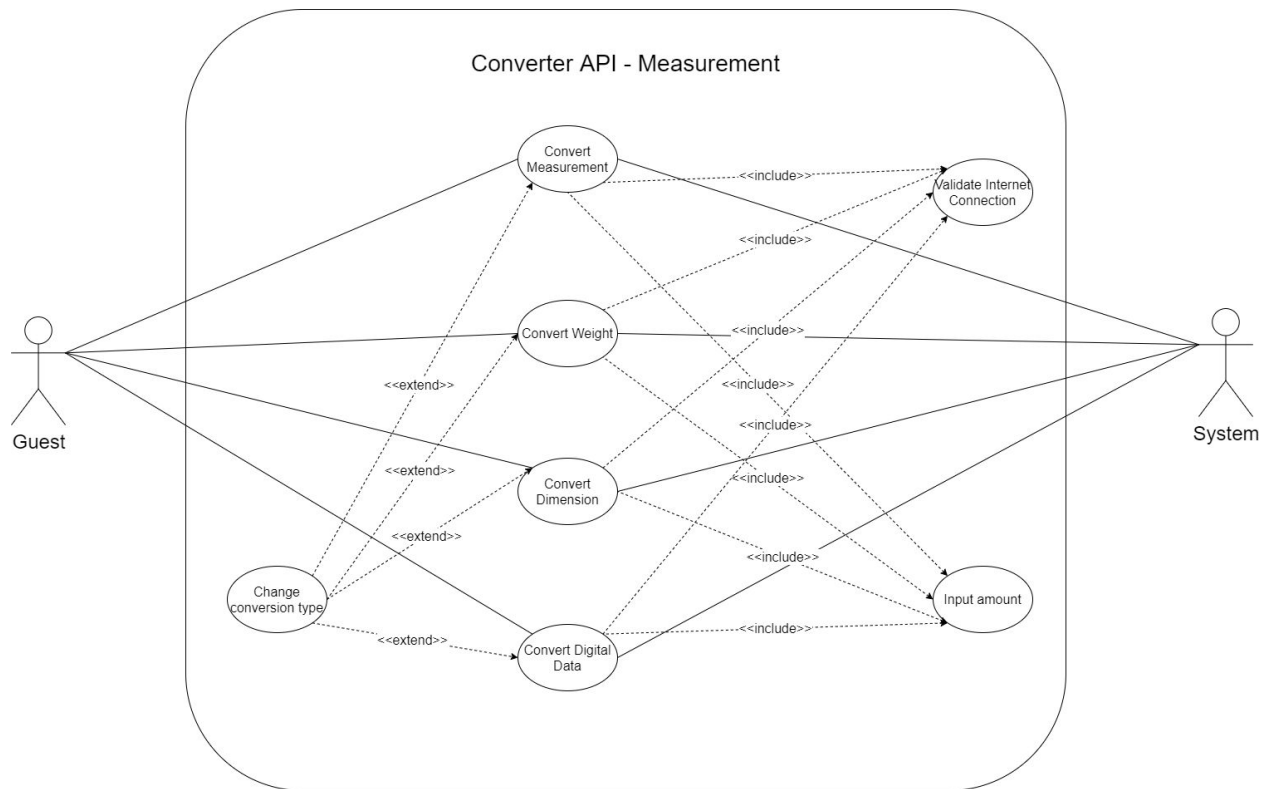 Converter API - Measurement
Convert
Measurement
<<include>>
Validate Internet
Connection
<<include>>
Convert Weight
<<include>>
<<extend>>
<<include>>
Guest
System
<<include>>
<<extend>>
Convert
Dimension
<<include>>
<<extend>>
<<include>>
Change
conversion type
Input amount
<<extend>>
<<include>>
Convert Digital
Data